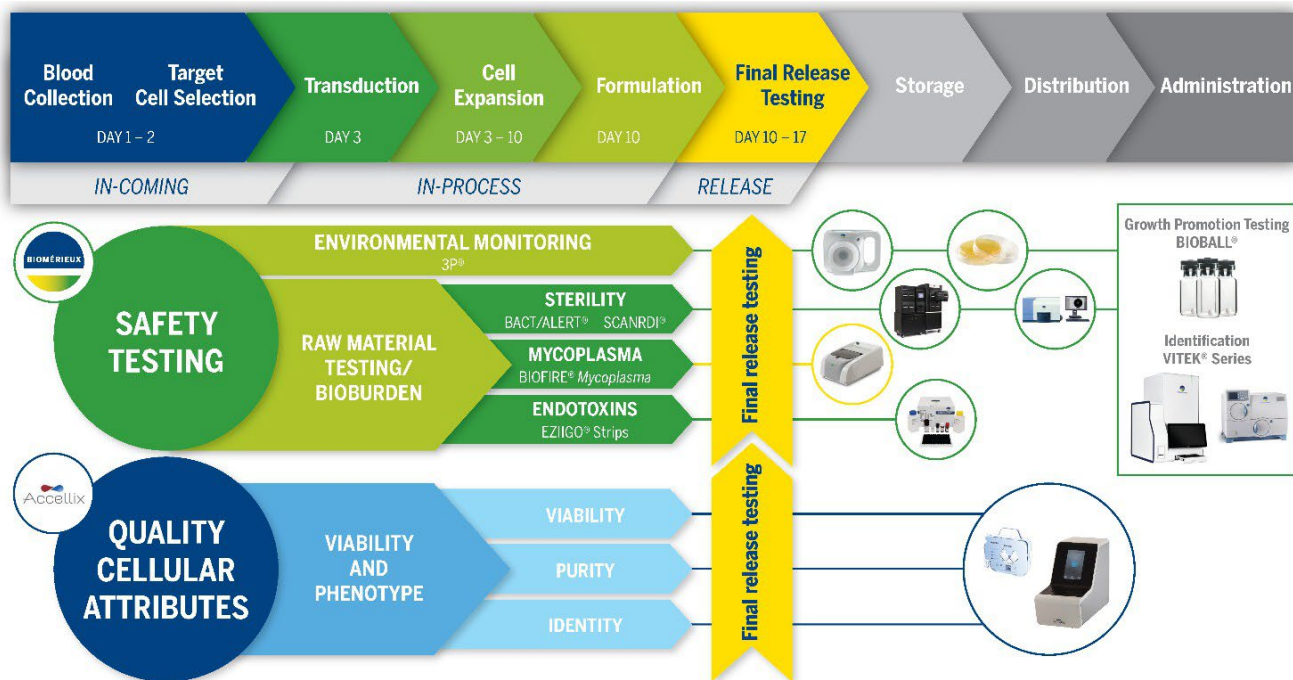 Blood
Collection
Target
Cell Selection
DAY 1 – 2
Transduction
DAY 3
Cell
Expansion
DAY 3 – 10
Formulation
DAY 10
Final Release
Testing
DAY 10 – 17
Storage
Distribution
Administration
IN-COMING
IN-PROCESS
RELEASE
BIOMÉRIEUX
SAFETY
TESTING
ENVIRONMENTAL MONITORING
3P®
RAW MATERIAL
TESTING/
BIOBURDEN
STERILITY
BACT/ALERT® SCANRDI®
MYCOPLASMA
BIOFIRE® Mycoplasma
ENDOTOXINS
EZIIGO® Strips
Final release testing
Growth Promotion Testing
BIOBALL®
Identification
VITEK® Series
Accellix
QUALITY
CELLULAR
ATTRIBUTES
VIABILITY
AND
PHENOTYPE
VIABILITY
PURITY
IDENTITY
Final release testing